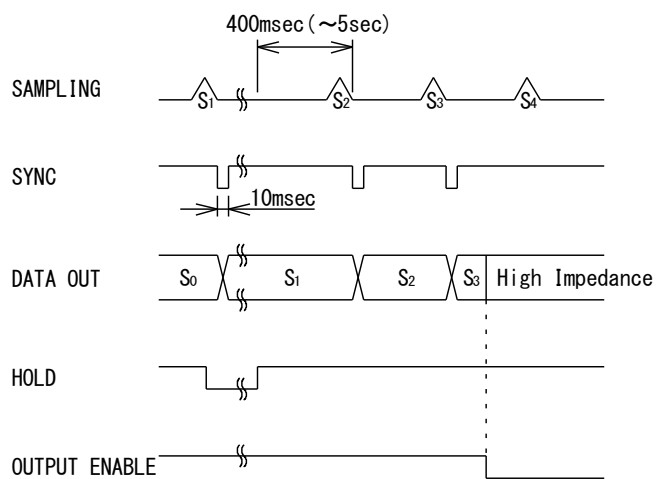 400msec(～5sec)
SAMPLING S₁ S₂ S₃ S₄
SYNC
10msec
DATA OUT S₀ S₁ S₂ S₃ High Impedance
HOLD
OUTPUT ENABLE